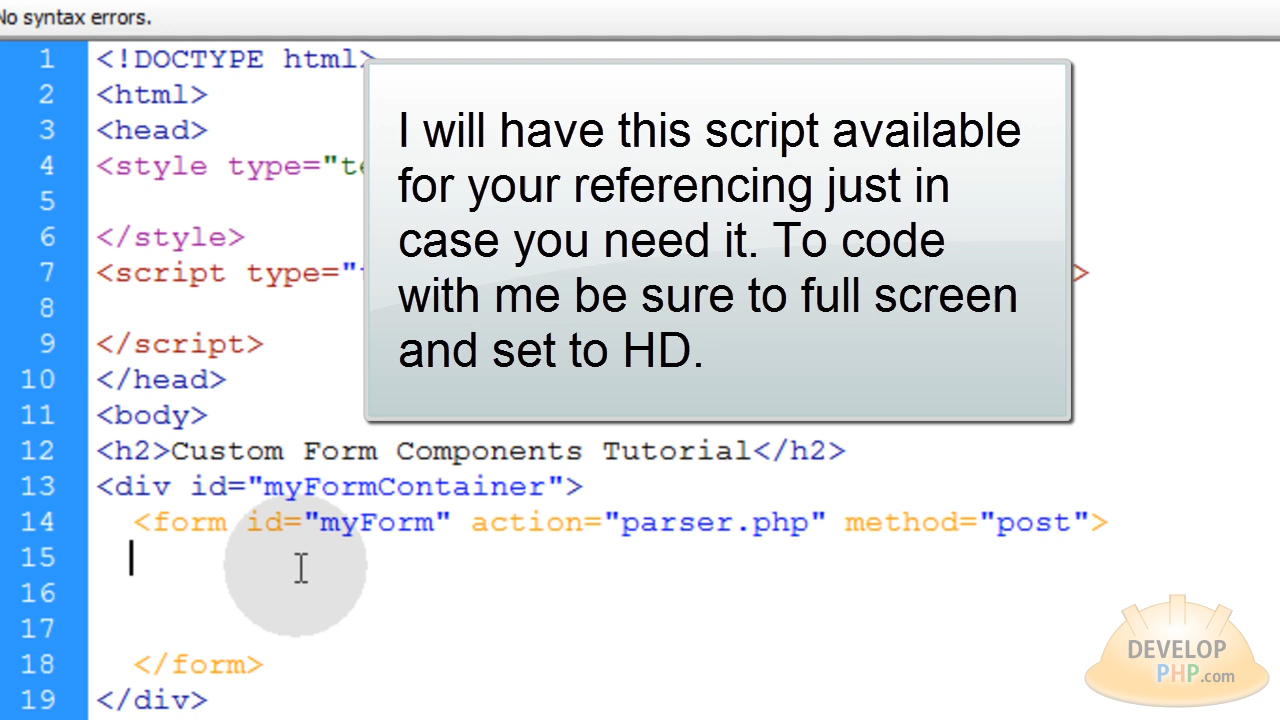 No syntax errors.
1 <!DOCTYPE html>
2 <html>
3 <head>
4 <style type="te
5
6 </style>
7 <script type=" >
8
9 </script>
10 </head>
11 <body>
12 <h2>Custom Form Components Tutorial</h2>
13 <div id="myFormContainer">
14 <form id="myForm" action="parser.php" method="post">
15
16
17
18 </form>
19 </div>
I will have this script available
for your referencing just in
case you need it. To code
with me be sure to full screen
and set to HD.
DEVELOP
PHP.com